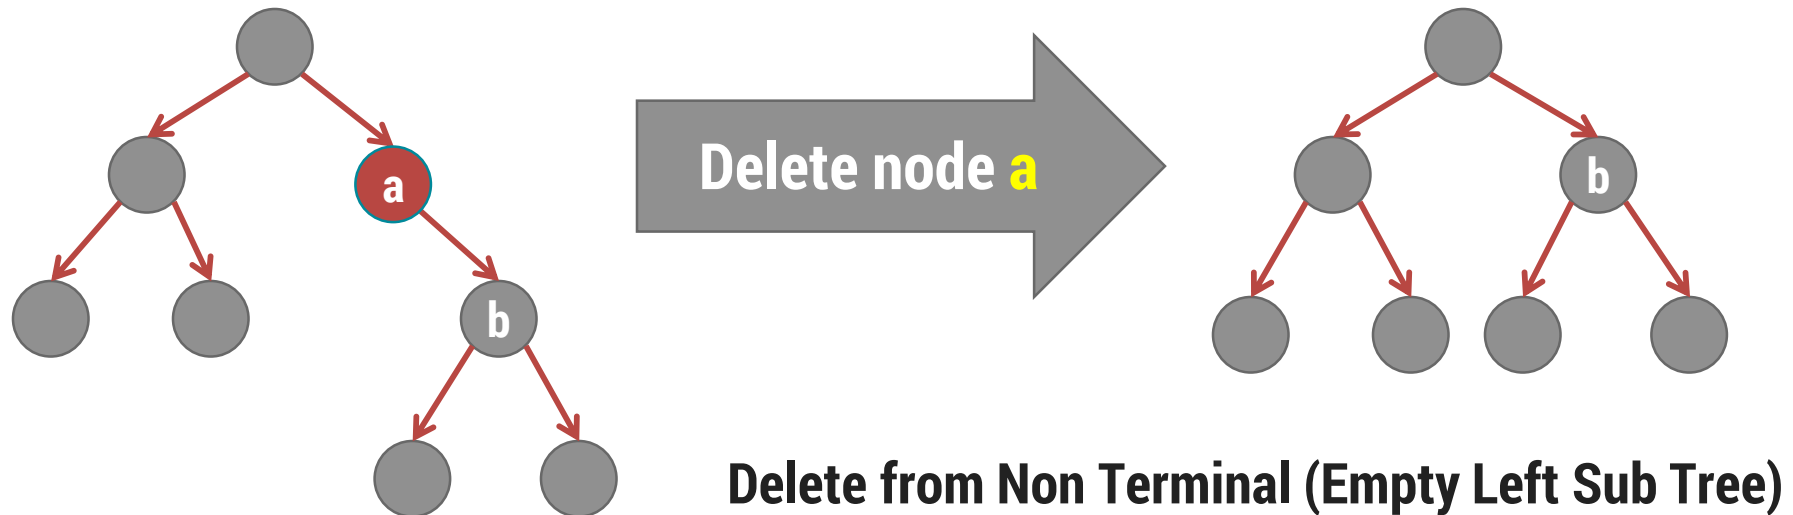 a
b
Delete node a
b
Delete from Non Terminal (Empty Left Sub Tree)